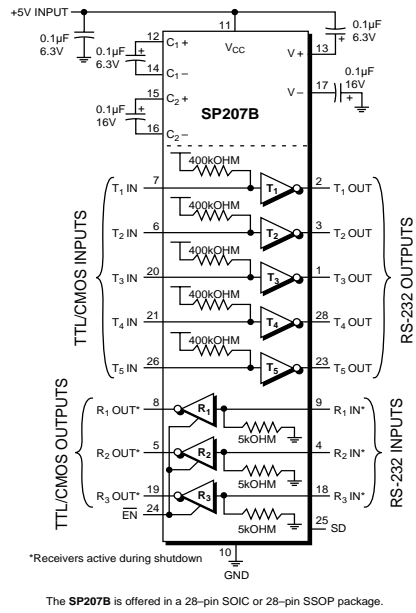 +5V INPUT
0.1µF
6.3V
0.1µF
6.3V
0.1µF
16V
12
C1+
14
C1–
15
C2+
16
C2–
11
VCC
V+
13
0.1µF
6.3V
V–
17
0.1µF
16V
SP207B
TTL/CMOS INPUTS
RS-232 OUTPUTS
400kOHM
T1 IN
7
T1
2
T1 OUT
400kOHM
T2 IN
6
T2
3
T2 OUT
400kOHM
T3 IN
20
T3
1
T3 OUT
400kOHM
T4 IN
21
T4
28
T4 OUT
400kOHM
T5 IN
26
T5
23
T5 OUT
TTL/CMOS OUTPUTS
RS-232 INPUTS
R1 OUT*
8
R1
9
R1 IN*
5kOHM
R2 OUT*
5
R2
4
R2 IN*
5kOHM
R3 OUT*
19
R3
18
R3 IN*
5kOHM
EN
24
25
SD
*Receivers active during shutdown
10
GND
The SP207B is offered in a 28–pin SOIC or 28–pin SSOP package.